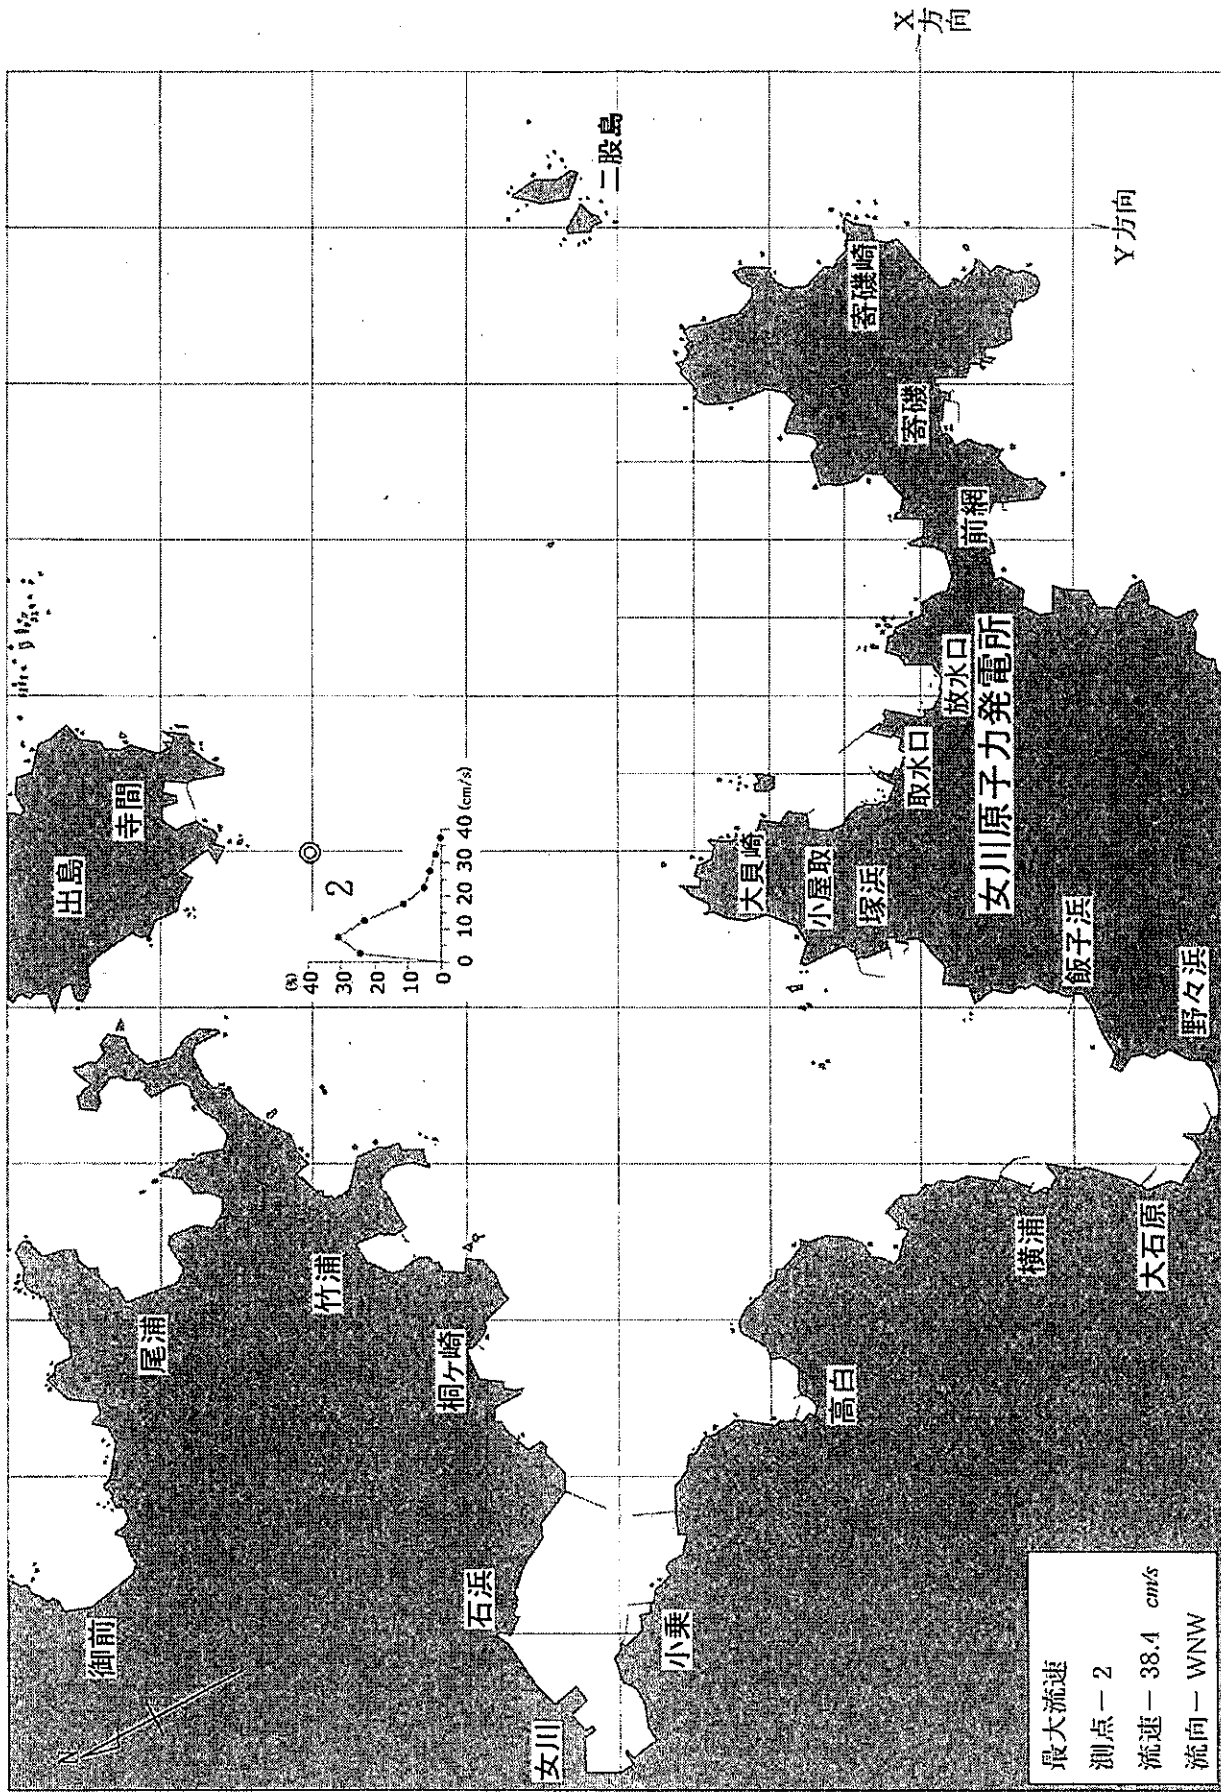 御前
尾浦
竹浦
桐ケ崎
石浜
女川
小乗
高白
横浦
大石原
野々浜
飯子浜
塚浜
小屋取
大貝崎
取水口
放水口
女川原子力発電所
前網
寄磯
寄磯崎
二股島
出島
寺間
2
(%)
40
30
20
10
0
0 10 20 30 40 (cm/s)
X方向
Y方向
最大流速
測点－2
流速－38.4 cm/s
流向－WNW